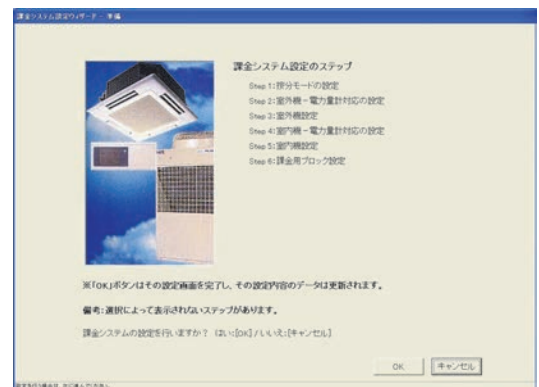 課金システム設定ウィザード - 準備
課金システム設定のステップ
Step 1:按分モードの設定
Step 2:室外機-電力量計対応の設定
Step 3:室外機設定
Step 4:室内機-電力量計対応の設定
Step 5:室内機設定
Step 6:課金用ブロック設定
※「OK」ボタンはその設定画面を完了し、その設定内容のデータは更新されます。
備考:選択によって表示されないステップがあります。
課金システムの設定を行いますか? はい:[OK] / いいえ:[キャンセル]
OK
キャンセル